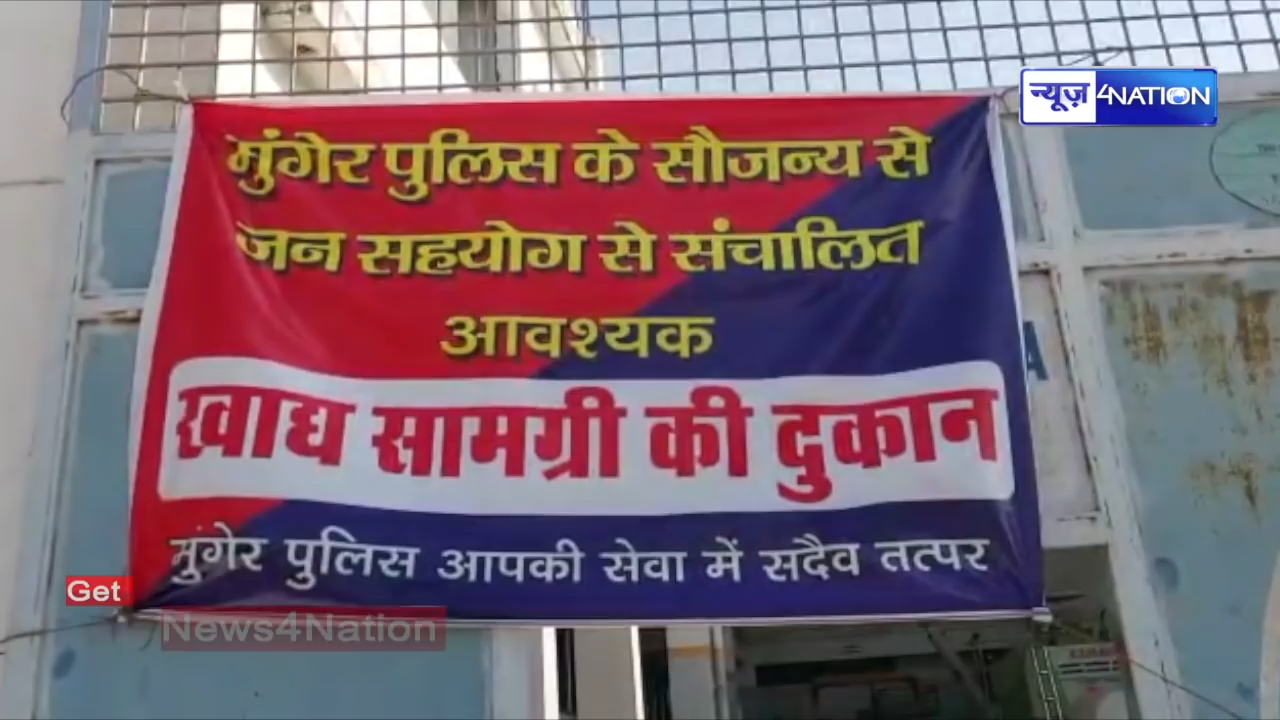 न्यूज़ 4NATION
मुंगेर पुलिस के सौजन्य से
जन सहयोग से संचालित
आवश्यक
खाद्य सामग्री की दुकान
मुंगेर पुलिस आपकी सेवा में सदैव तत्पर
Get
News4Nation